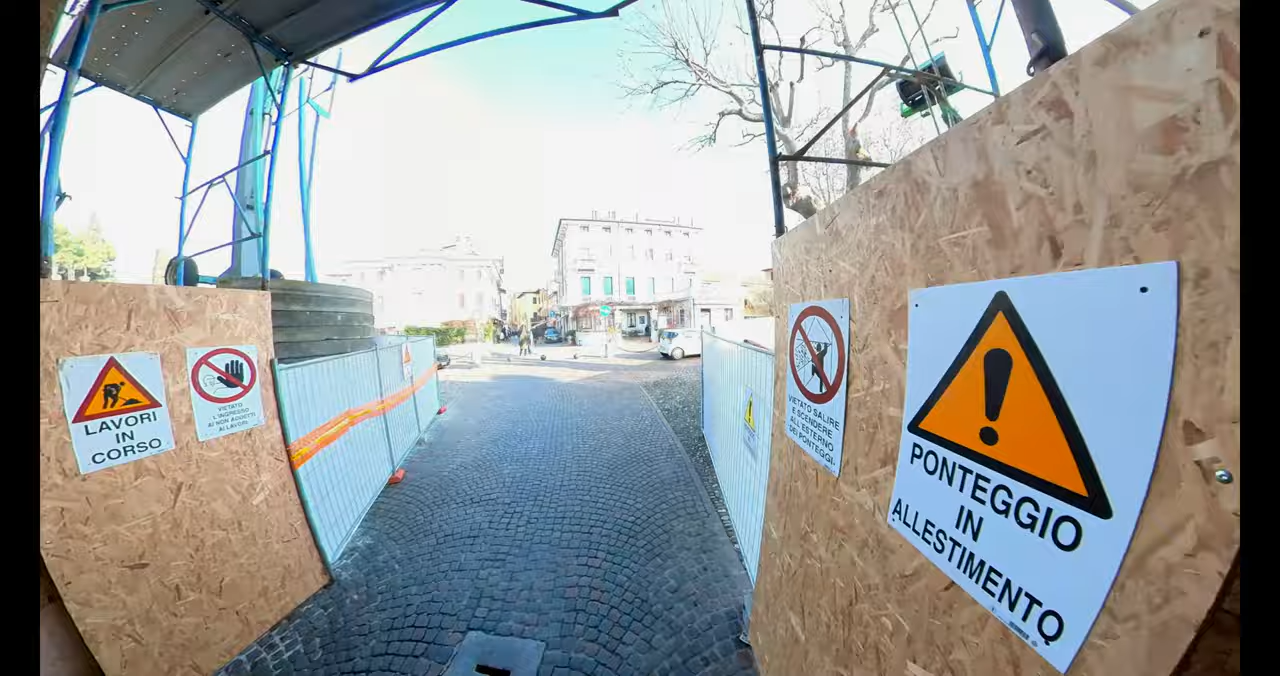 LAVORI
IN
CORSO
VIETATO
L'INGRESSO
AI NON ADDETTI
AI LAVORI
VIETATO SALIRE
E SCENDERE
ALL'ESTERNO
DEI PONTEGGI
PONTEGGIO
IN
ALLESTIMENTO